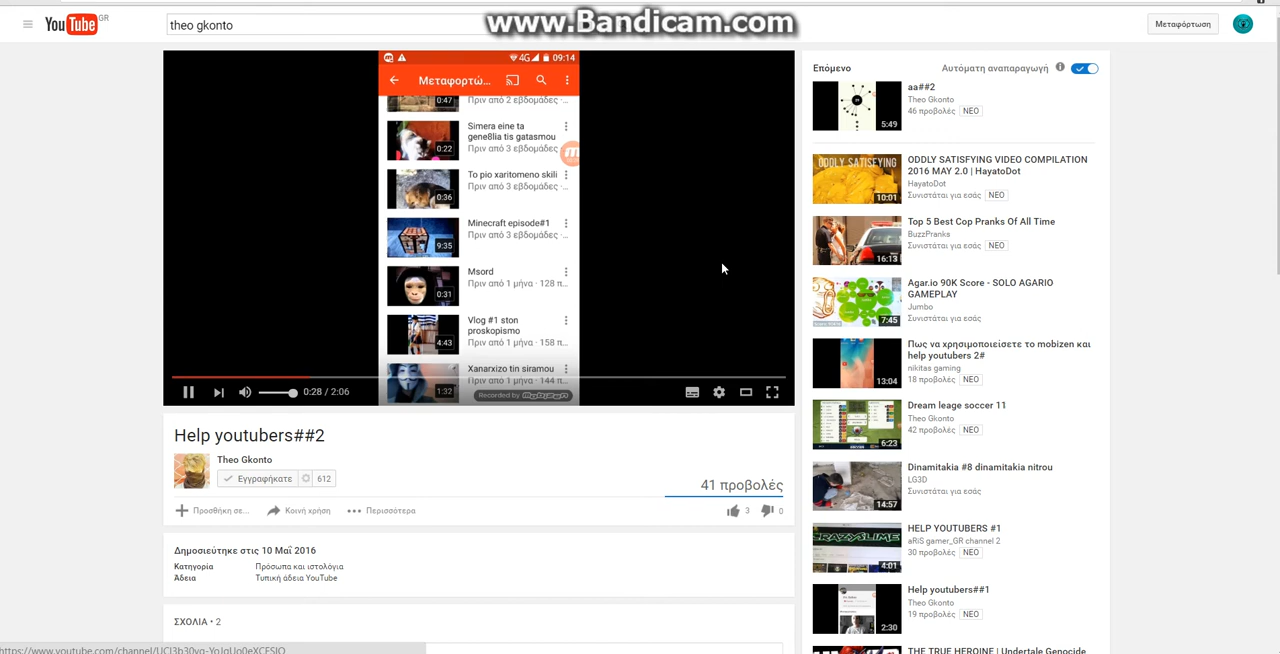 YouTube GR
theo gkonto
www.Bandicam.com
Μεταφόρτωση
4G 09:14
Μεταφορτώ...
0:47
Πριν από 2 εβδομάδες ·...
Simera eine ta
gene8lia tis gatasmou
Πριν από 3 εβδομάδες ·...
0:22
To pio xaritomeno skili
Πριν από 3 εβδομάδες ·...
0:36
Minecraft episode#1
Πριν από 3 εβδομάδες ·...
9:35
Msord
Πριν από 1 μήνα · 128 π...
0:31
Vlog #1 ston
proskopismo
Πριν από 1 μήνα · 158 π...
4:43
Xanarxizo tin siramou
Πριν από 1 μήνα · 144 π...
1:32
Recorded by mobizen
0:28 / 2:06
Help youtubers##2
Theo Gkonto
Εγγραφήκατε 612
41 προβολές
Προσθήκη σε... Κοινή χρήση Περισσότερα
3 0
Δημοσιεύτηκε στις 10 Μαΐ 2016
Κατηγορία Πρόσωπα και ιστολόγια
Άδεια Τυπική άδεια YouTube
ΣΧΟΛΙΑ • 2
Επόμενο Αυτόματη αναπαραγωγή
aa##2
Theo Gkonto
46 προβολές ΝΕΟ
5:49
ODDLY SATISFYING
ODDLY SATISFYING VIDEO COMPILATION
2016 MAY 2.0 | HayatoDot
HayatoDot
Συνιστάται για εσάς ΝΕΟ
10:01
Top 5 Best Cop Pranks Of All Time
BuzzPranks
Συνιστάται για εσάς ΝΕΟ
16:13
Agar.io 90K Score - SOLO AGARIO
GAMEPLAY
Jumbo
Συνιστάται για εσάς
7:45
Πως να χρησιμοποιείσετε το mobizen και
help youtubers 2#
nikitas gaming
18 προβολές ΝΕΟ
13:04
Dream leage soccer 11
Theo Gkonto
42 προβολές ΝΕΟ
6:23
Dinamitakia #8 dinamitakia nitrou
LG3D
Συνιστάται για εσάς
14:57
HELP YOUTUBERS #1
aRiS gamer_GR channel 2
30 προβολές ΝΕΟ
4:01
Help youtubers##1
Theo Gkonto
19 προβολές ΝΕΟ
2:30
THE TRUE HEROINE | Undertale Genocide